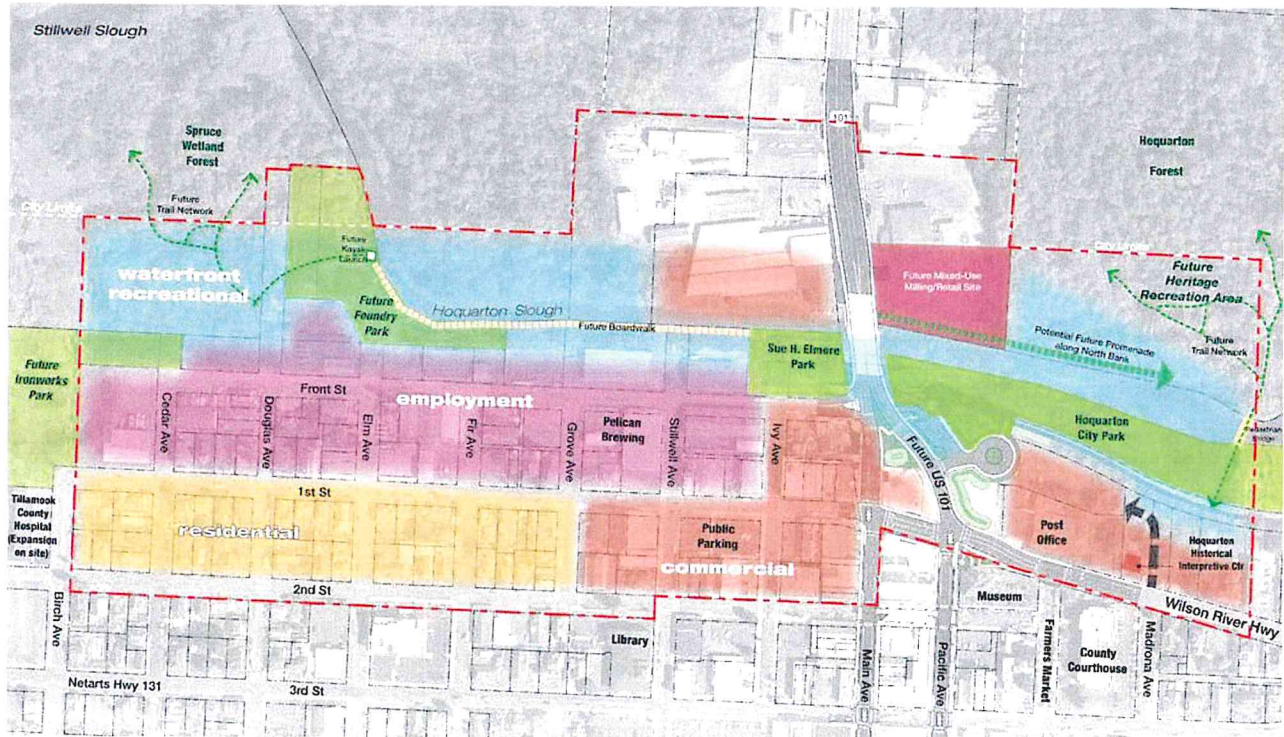 Stillwell Slough
101
Spruce
Wetland
Forest
Hoquarton
Forest
Future
Trail Network
City Limits
Future
Kayak
Launch
waterfront
recreational
Future Mixed-Use
Milling/Retail Site
Future
Heritage
Recreation Area
Future
Trail Network
Future
Foundry
Park
Hoquarton Slough
Future Boardwalk
Potential Future Promenade
along North Bank
Sue H. Elmore
Park
Future
Ironworks
Park
Front St
employment
Hoquarton
City Park
Pedestrian
Bridge
Cedar Ave
Douglas Ave
Elm Ave
Fir Ave
Grove Ave
Pelican
Brewing
Stillwell Ave
Ivy Ave
Future US 101
1st St
Tillamook
County
Hospital
(Expansion
on site)
residential
Public
Parking
commercial
Post
Office
Hoquarton
Historical
Interpretive Ctr
2nd St
Wilson River Hwy
Birch Ave
Library
Main Ave
Pacific Ave
Museum
Farmers Market
County
Courthouse
Madrona Ave
Netarts Hwy 131
3rd St